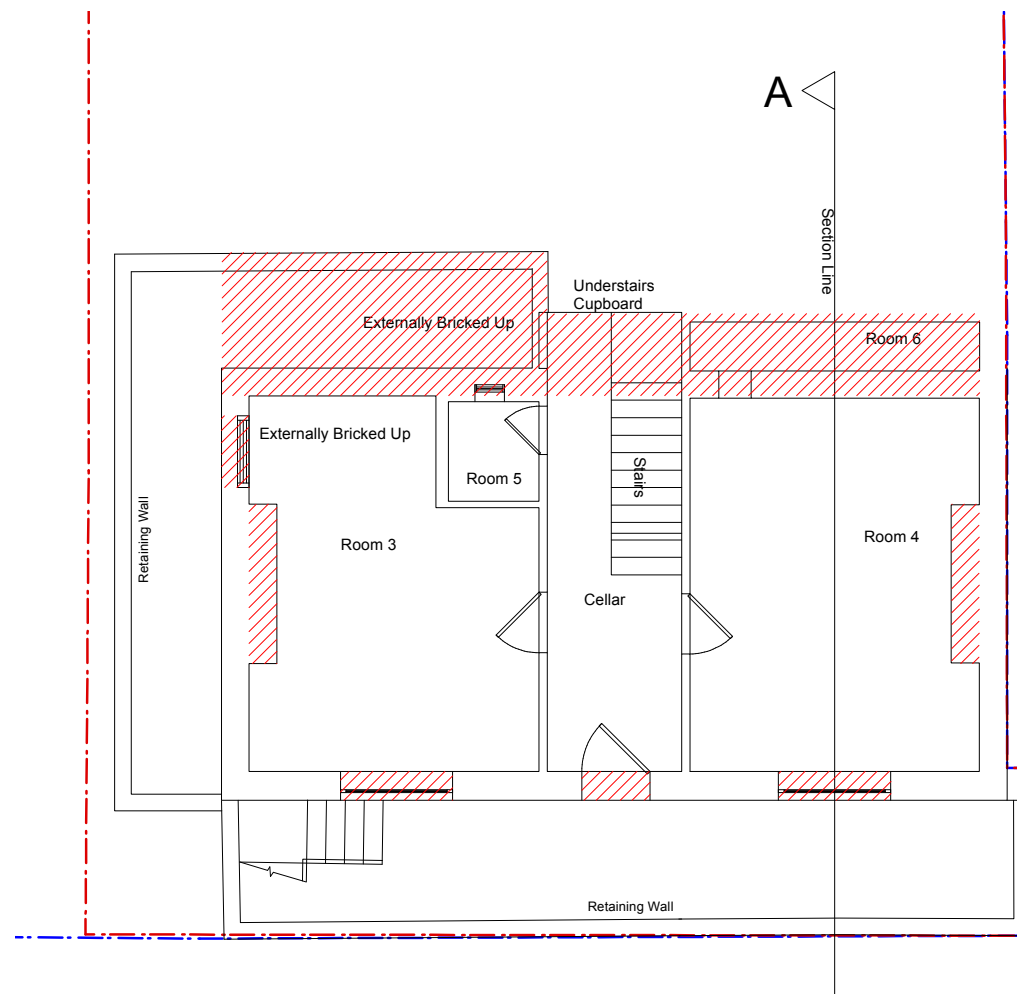 A
Section Line
Understairs
Cupboard
Externally Bricked Up
Room 6
Externally Bricked Up
Room 5
Stairs
Retaining Wall
Room 3
Room 4
Cellar
Retaining Wall